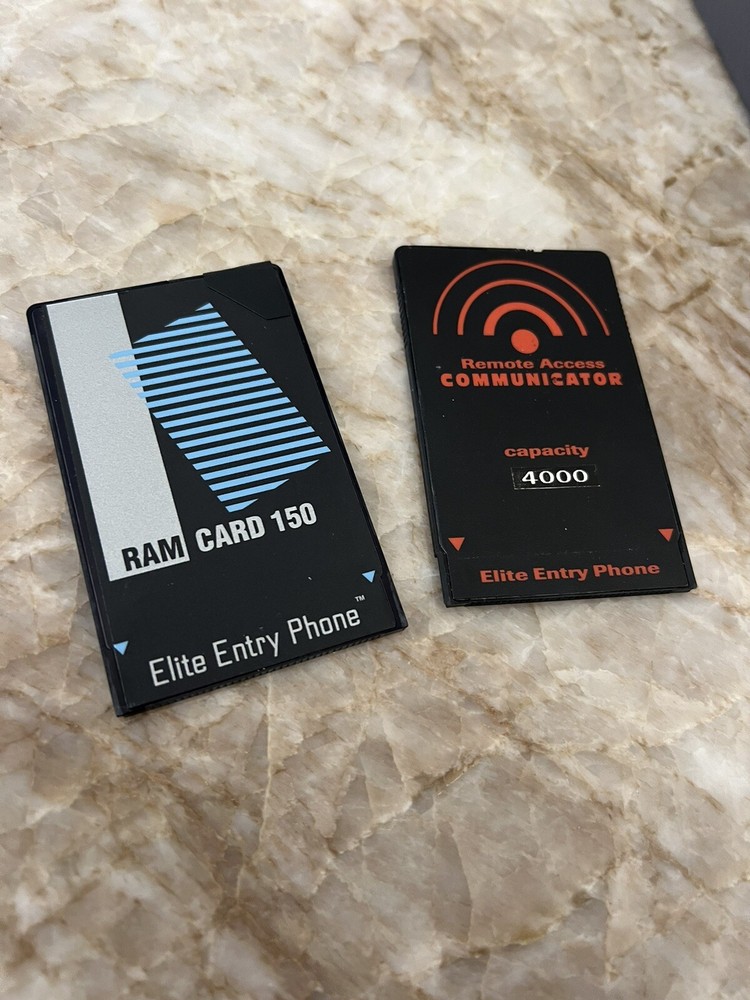 RAM CARD 150
Elite Entry Phone™
Remote Access
COMMUNICATOR
capacity
4000
Elite Entry Phone